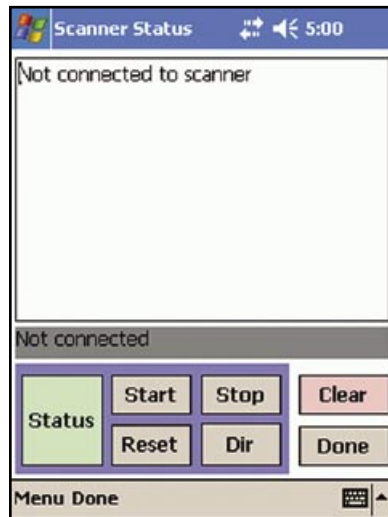 Scanner Status 5:00
Not connected to scanner
Not connected
Status
Start Stop Clear
Reset Dir Done
Menu Done